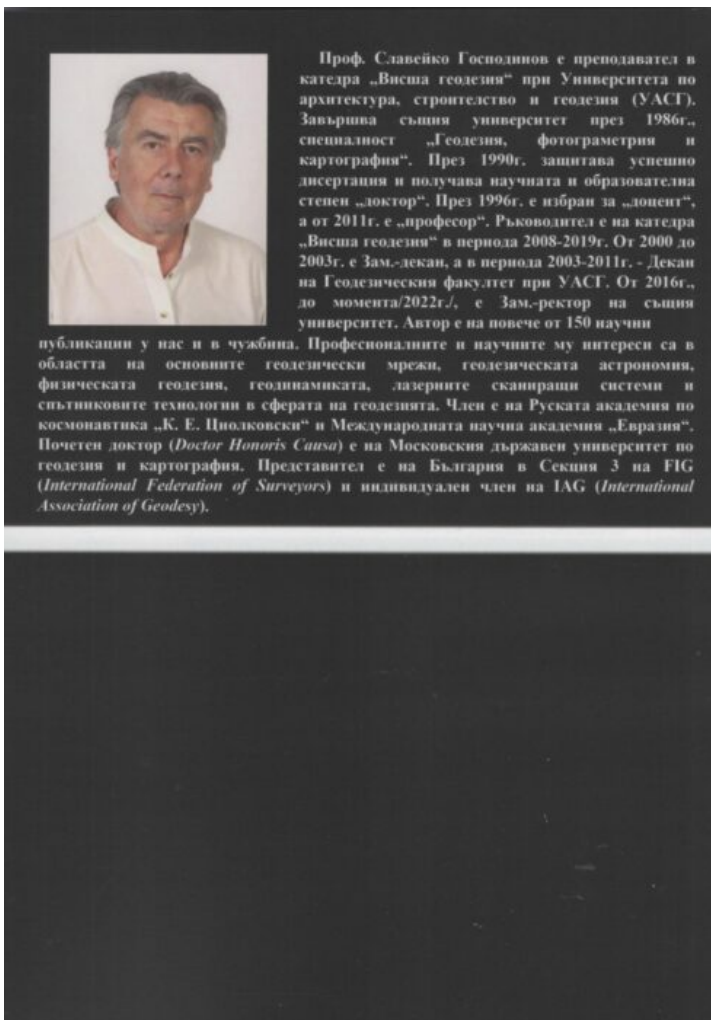 Проф. Славейко Господинов е преподавател в
катедра „Висша геодезия“ при Университета по
архитектура, строителство и геодезия (УАСГ).
Завършва същия университет през 1986г.,
специалност „Геодезия, фотограметрия и
картография“. През 1990г. защитава успешно
дисертация и получава научната и образователна
степен „доктор“. През 1996г. е избран за „доцент“,
а от 2011г. е „професор“. Ръководител е на катедра
„Висша геодезия“ в периода 2008-2019г. От 2000 до
2003г. е Зам.-декан, а в периода 2003-2011г. - Декан
на Геодезическия факултет при УАСГ. От 2016г.,
до момента/2022г./, е Зам.-ректор на същия
университет. Автор е на повече от 150 научни
публикации у нас и в чужбина. Професионалните и научните му интереси са в
областта на основните геодезически мрежи, геодезическата астрономия,
физическата геодезия, геодинамиката, лазерните сканиращи системи и
спътниковите технологии в сферата на геодезията. Член е на Руската академия по
космонавтика „К. Е. Циолковски“ и Международната научна академия „Евразия“.
Почетен доктор (Doctor Honoris Causa) е на Московския държавен университет по
геодезия и картография. Представител е на България в Секция 3 на FIG
(International Federation of Surveyors) и индивидуален член на IAG (International
Association of Geodesy).